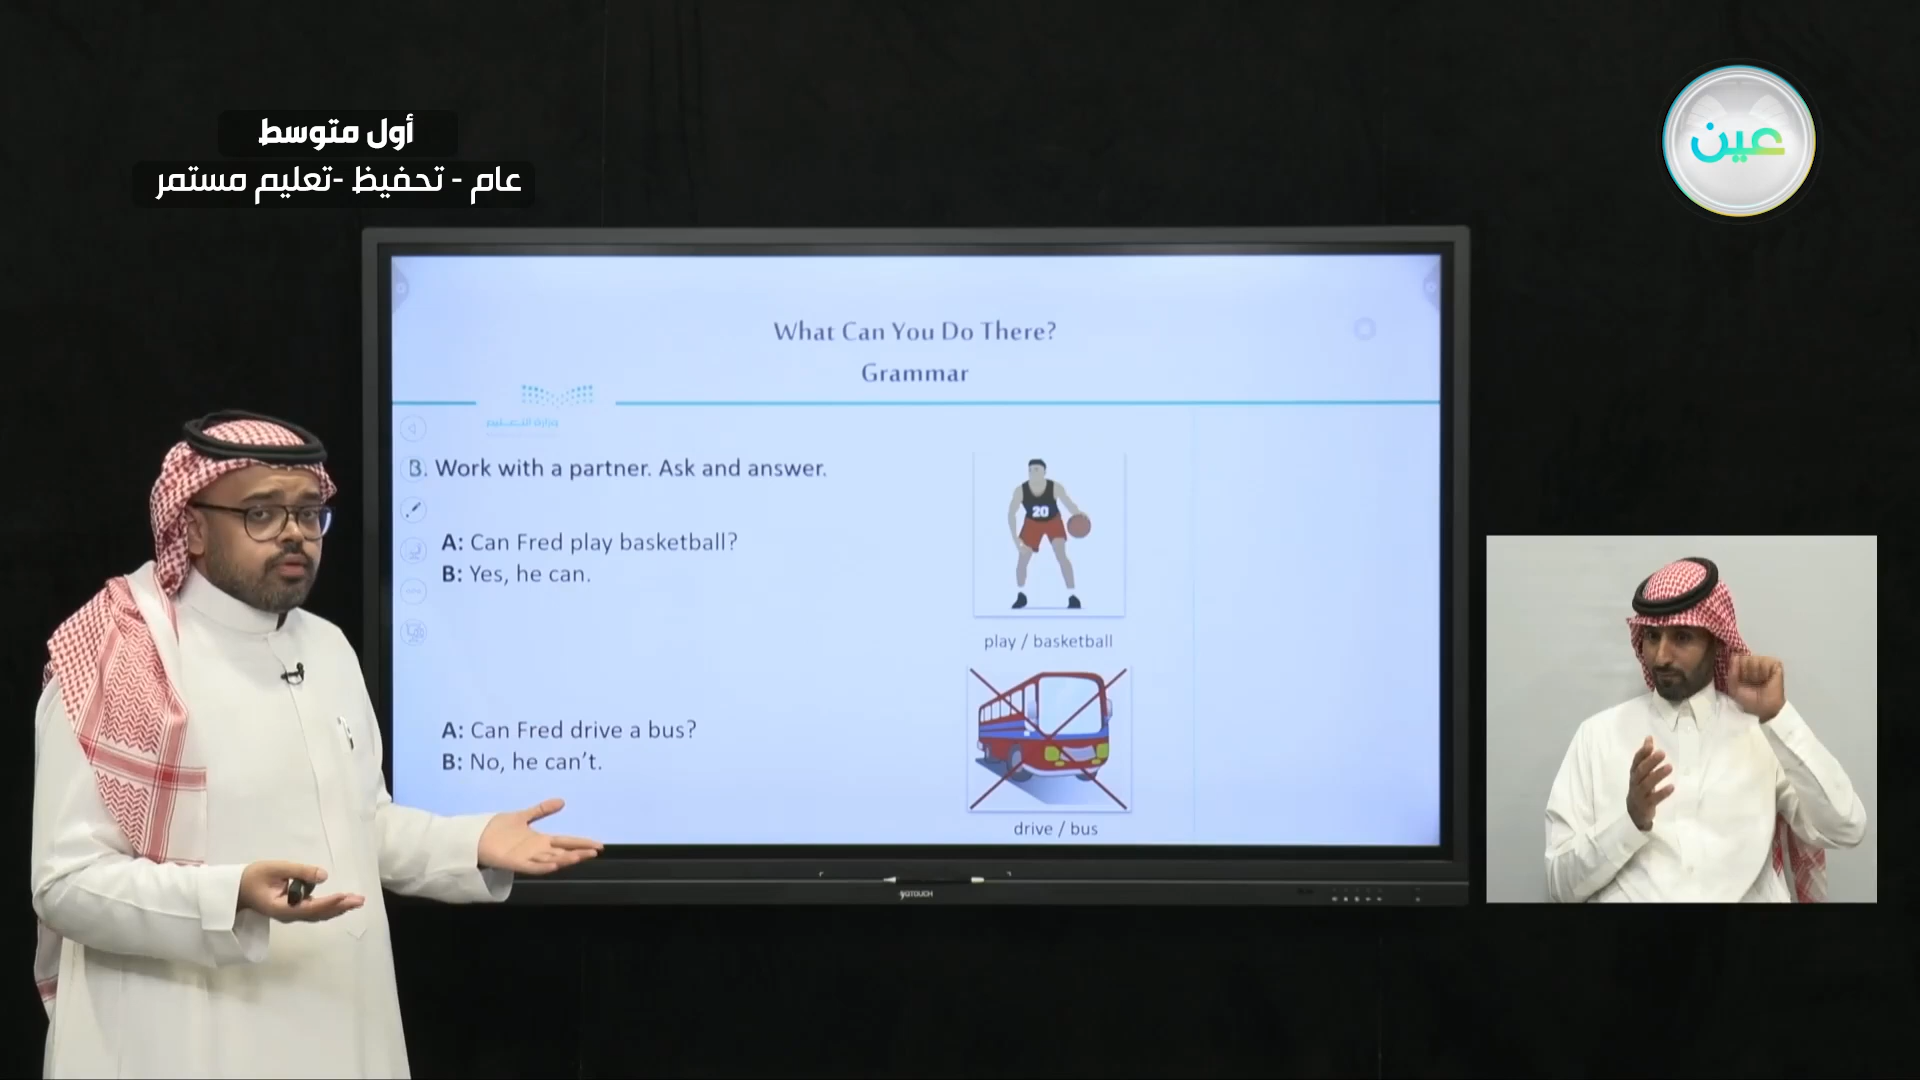 أول متوسط
عام - تحفيظ -تعليم مستمر
عين
What Can You Do There?
Grammar
وزارة التعليم
B. Work with a partner. Ask and answer.
A: Can Fred play basketball?
B: Yes, he can.
20
play / basketball
A: Can Fred drive a bus?
B: No, he can't.
drive / bus